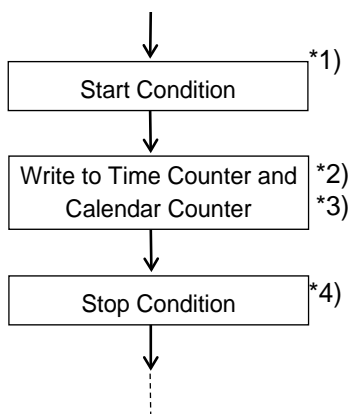 *1)
Start Condition
Write to Time Counter and
Calendar Counter
*2)
*3)
Stop Condition
*4)